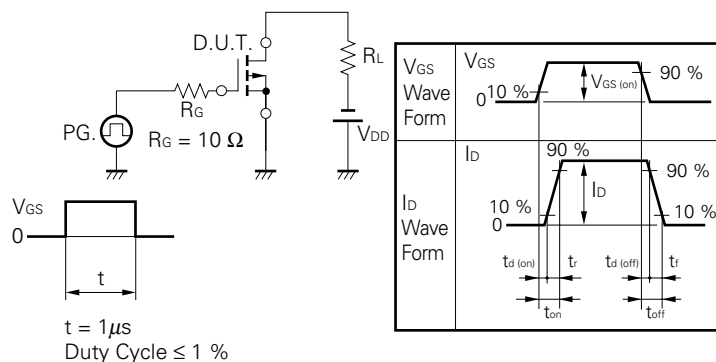 D.U.T.
RL
RG
PG.
RG = 10 Ω
VDD
VGS
0
t
t = 1μs
Duty Cycle ≤ 1 %
VGS
Wave
Form
VGS
10 %
0
VGS (on)
90 %
ID
Wave
Form
ID
90 %
90 %
ID
10 %
0
10 %
td (on)
tr
td (off)
tf
ton
toff